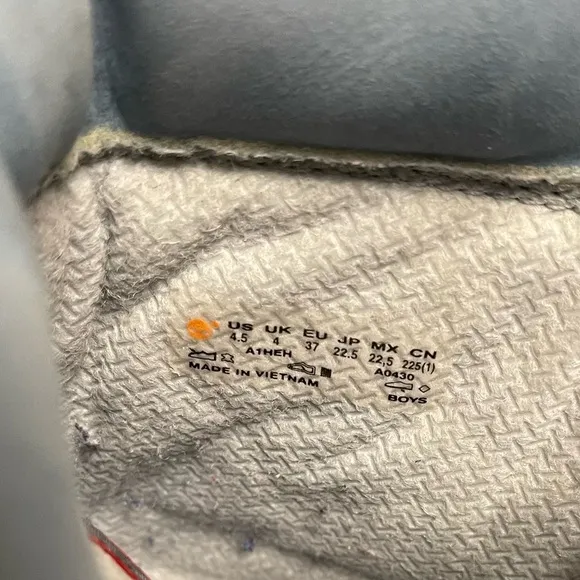 US UK EU JP MX CN
4.5 4 37 22.5 22,5 225(1)
A1HEH A0430
MADE IN VIETNAM BOYS